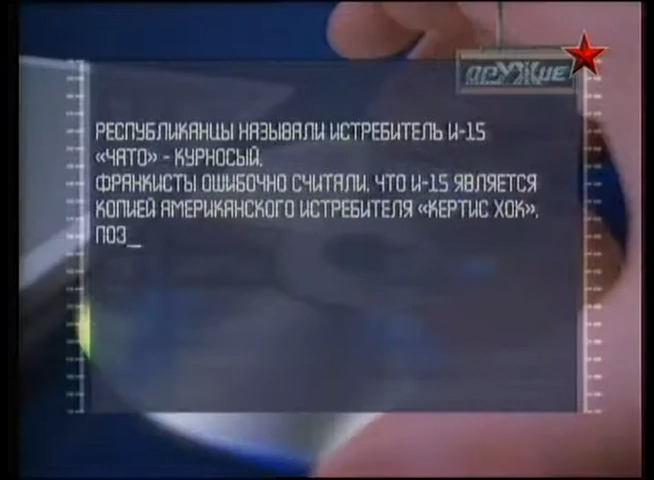 оружие
РЕСПУБЛИКАНЦЫ НАЗЫВАЛИ ИСТРЕБИТЕЛЬ И-15
«ЧАТО» - КУРНОСЫЙ.
ФРАНКИСТЫ ОШИБОЧНО СЧИТАЛИ, ЧТО И-15 ЯВЛЯЕТСЯ
КОПИЕЙ АМЕРИКАНСКОГО ИСТРЕБИТЕЛЯ «КЕРТИС ХОК».
ПОЗ_